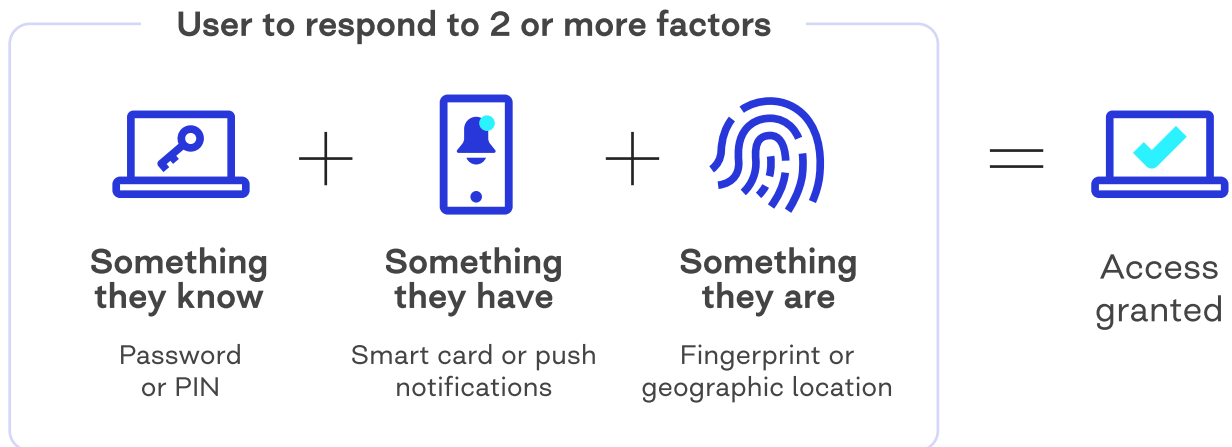 User to respond to 2 or more factors
Something
they know
Password
or PIN
Something
they have
Smart card or push
notifications
Something
they are
Fingerprint or
geographic location
Access
granted